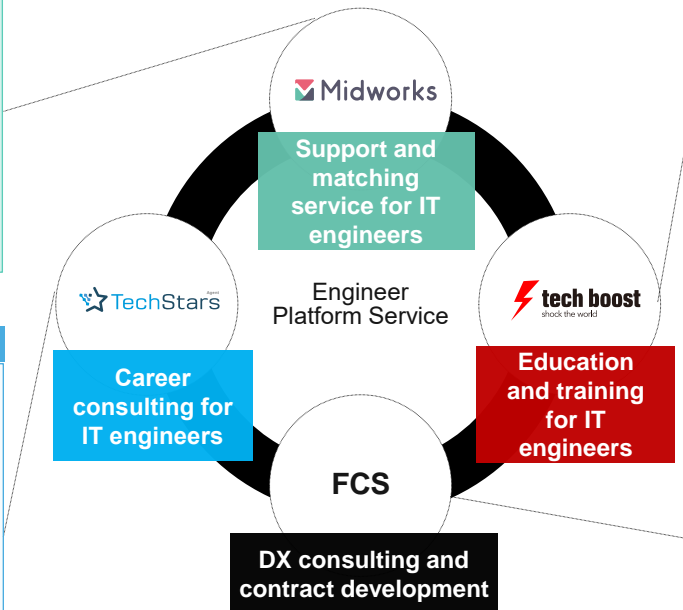 Midworks
Support and
matching
service for IT
engineers
Agent
TechStars
Engineer
Platform Service
tech boost
shock the world
Career
consulting for
IT engineers
Education
and training
for IT
engineers
FCS
DX consulting and
contract development